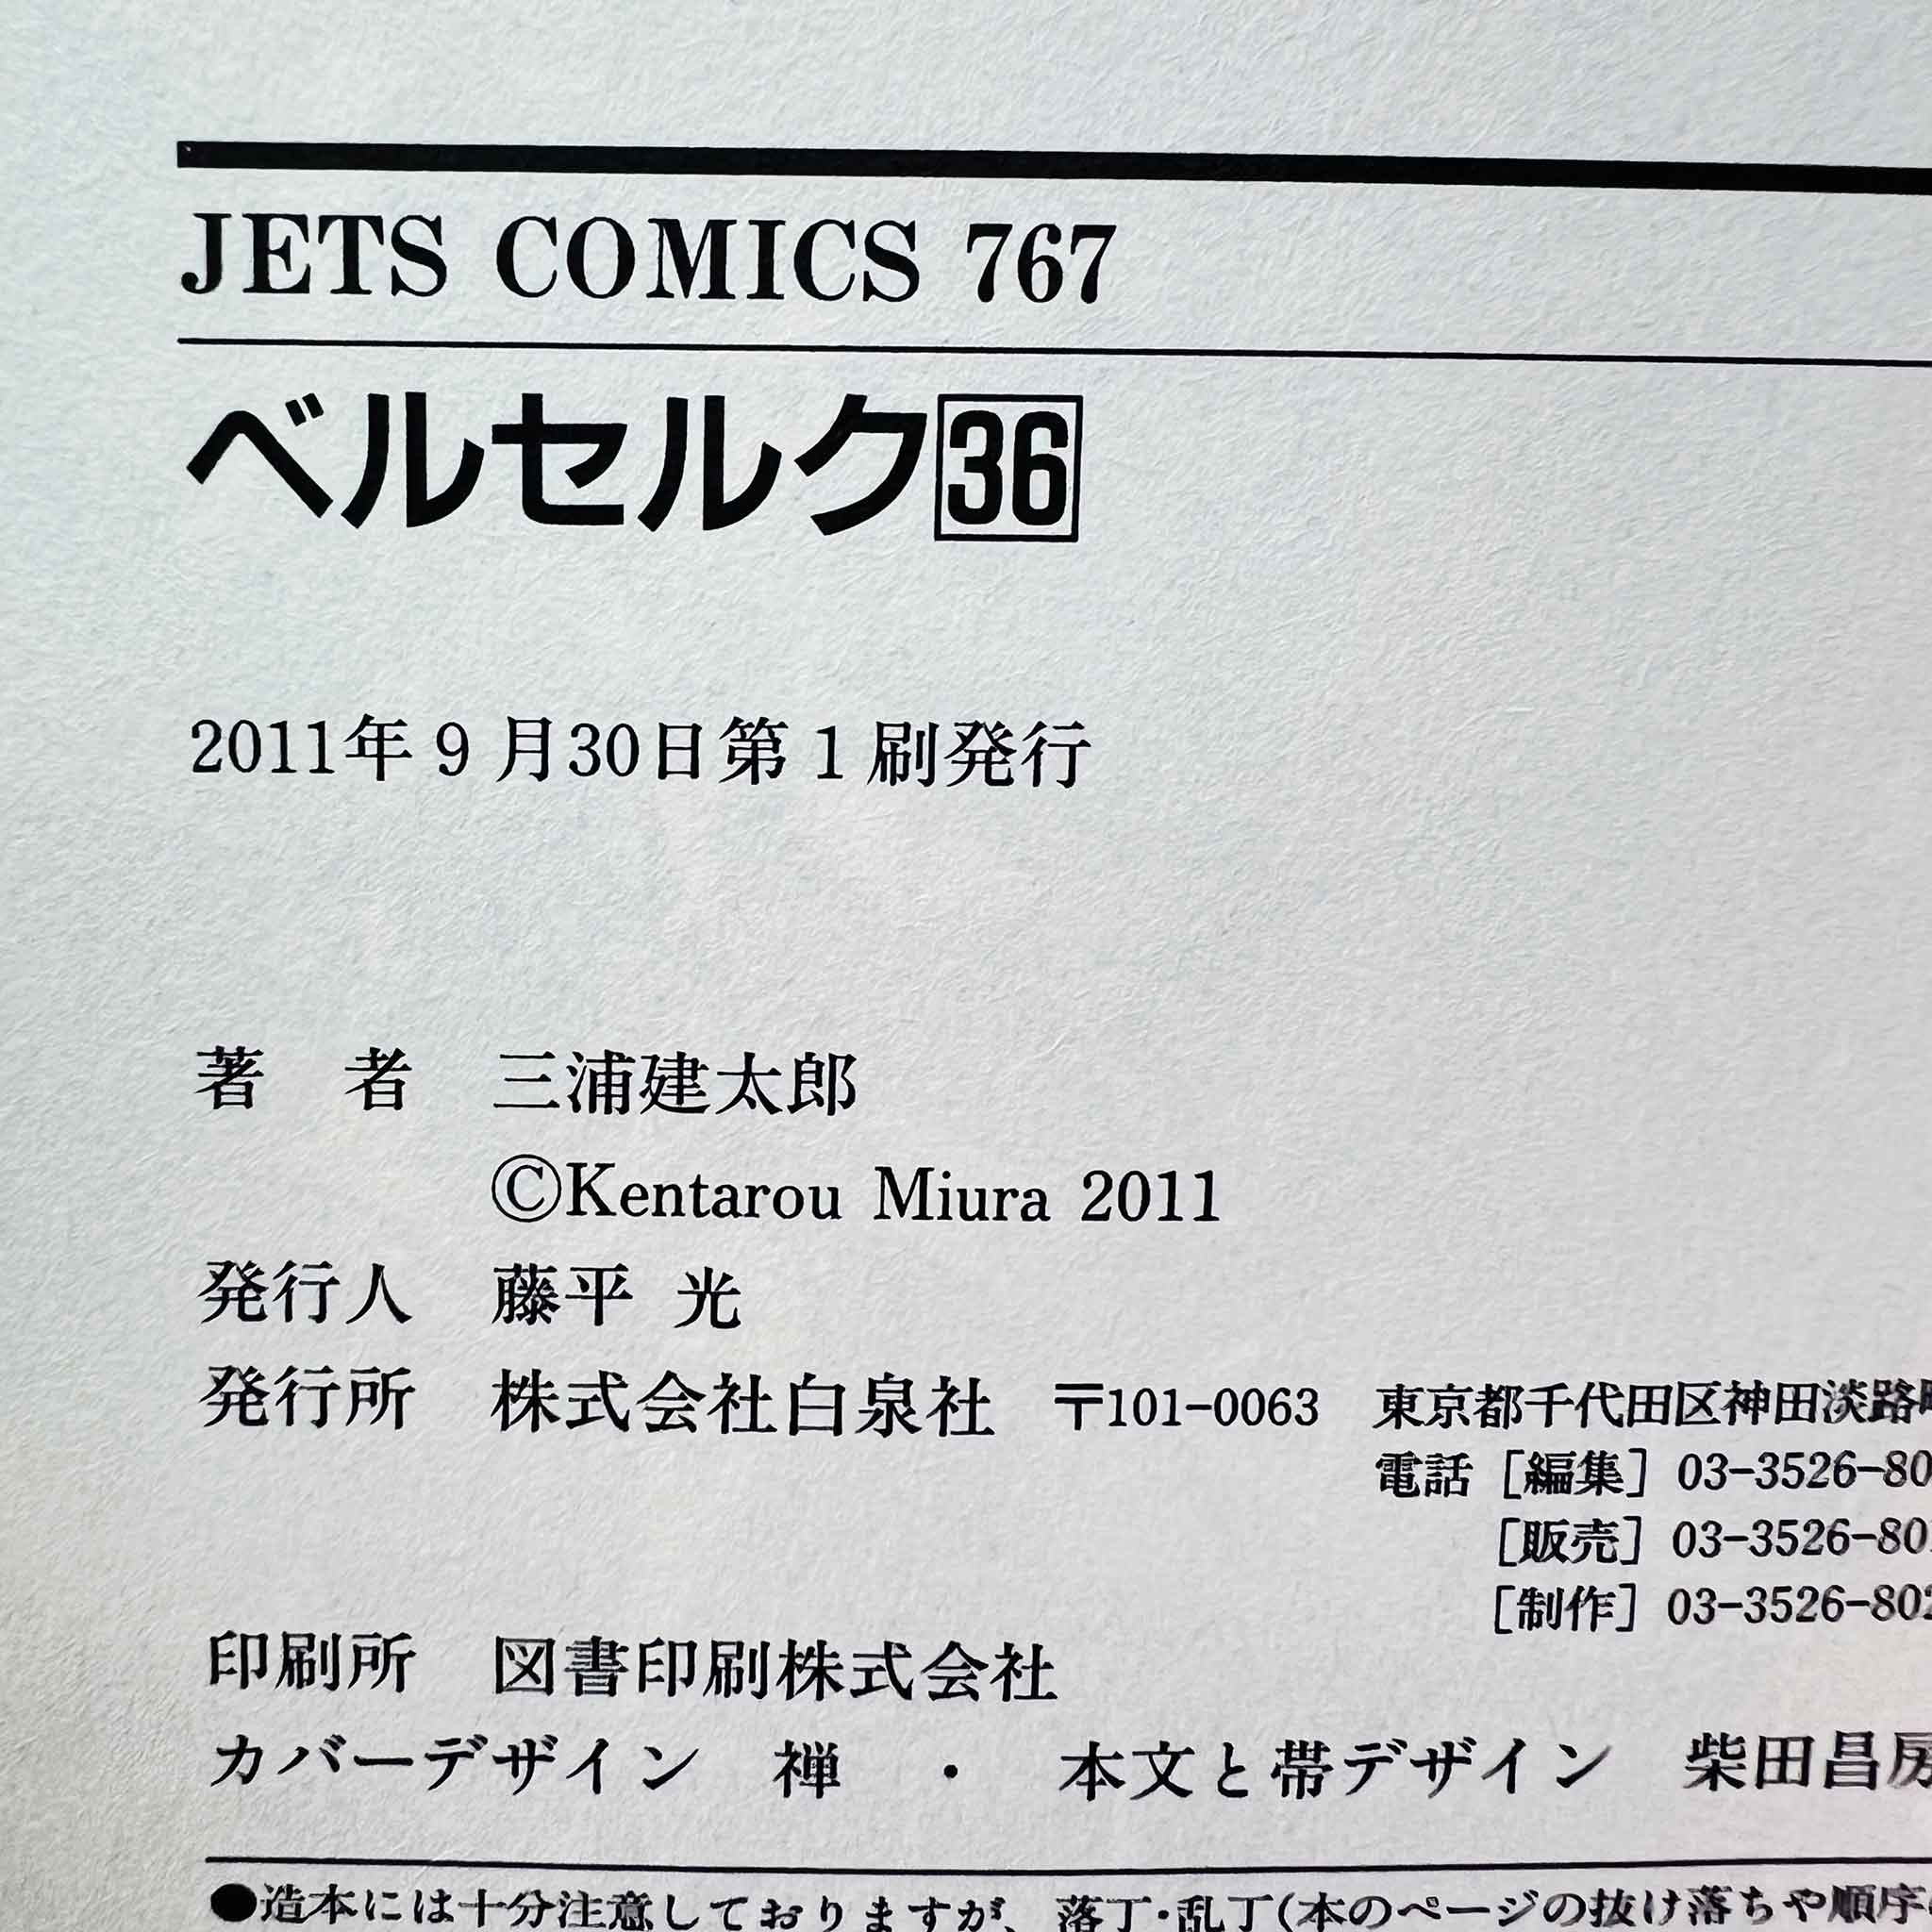 JETS COMICS 767
ベルセルク36
2011年9月30日第1刷発行
著 者 三浦建太郎
©Kentarou Miura 2011
発行人 藤平 光
発行所 株式会社白泉社 〒101-0063 東京都千代田区神田淡路
電話[編集]03-3526-80
[販売]03-3526-80
[制作]03-3526-802
印刷所 図書印刷株式会社
カバーデザイン 禅 ・ 本文と帯デザイン 柴田昌房
●造本には十分注意しておりますが、落丁・乱丁(本のページの抜け落ちや順序